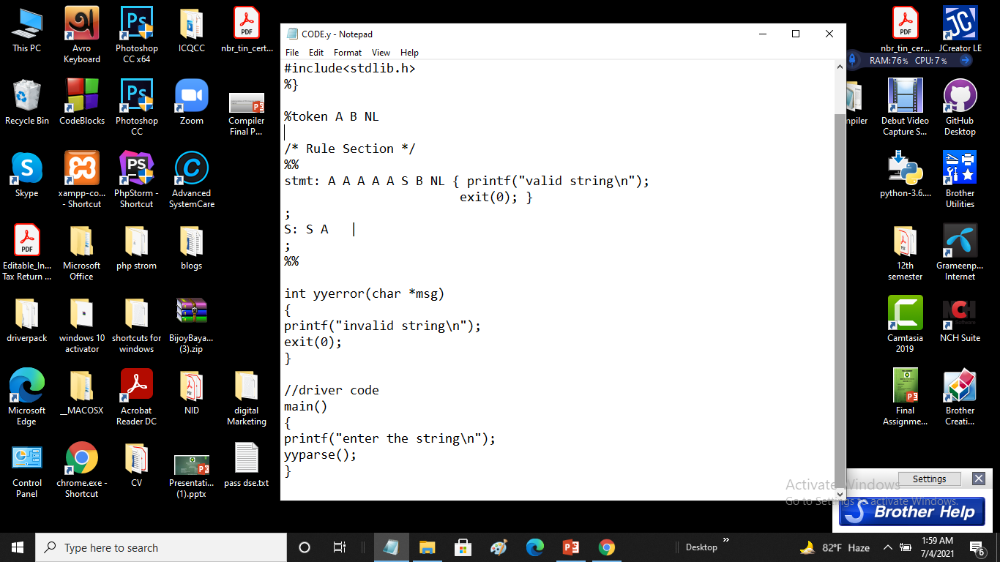 This PC
Avro
Keyboard
Photoshop
CC x64
ICQCC
nbr_tin_cert...
Recycle Bin
CodeBlocks
Photoshop
CC
Zoom
Compiler
Final P...
Skype
xampp-co...
- Shortcut
PhpStorm -
Shortcut
Advanced
SystemCare
Editable_In...
Tax Return ...
Microsoft
Office
php strom
blogs
driverpack
windows 10
activator
shortcuts for
windows
BijoyBaya...
(3).zip
Microsoft
Edge
__MACOSX
Acrobat
Reader DC
NID
digital
Marketing
Control
Panel
chrome.exe -
Shortcut
CV
Presentati...
(1).pptx
pass dse.txt
CODE.y - Notepad
File Edit Format View Help
#include<stdlib.h>
%}
%token A B NL
/* Rule Section */
%%
stmt: A A A A A S B NL { printf("valid string\n");
exit(0); }
;
S: S A |
;
%%
int yyerror(char *msg)
{
printf("invalid string\n");
exit(0);
}
//driver code
main()
{
printf("enter the string\n");
yyparse();
}
nbr_tin_cer...
JCreator LE
RAM:76% CPU:7%
npiler
Debut Video
Capture S...
GitHub
Desktop
python-3.6....
Brother
Utilities
12th
semester
Grameenp...
Internet
Camtasia
2019
NCH Suite
Final
Assignme...
Brother
Creati...
Settings
Activate Windows
Go to Settings to activate Windows.
Brother Help
Type here to search
Desktop
82°F Haze
1:59 AM
7/4/2021
6